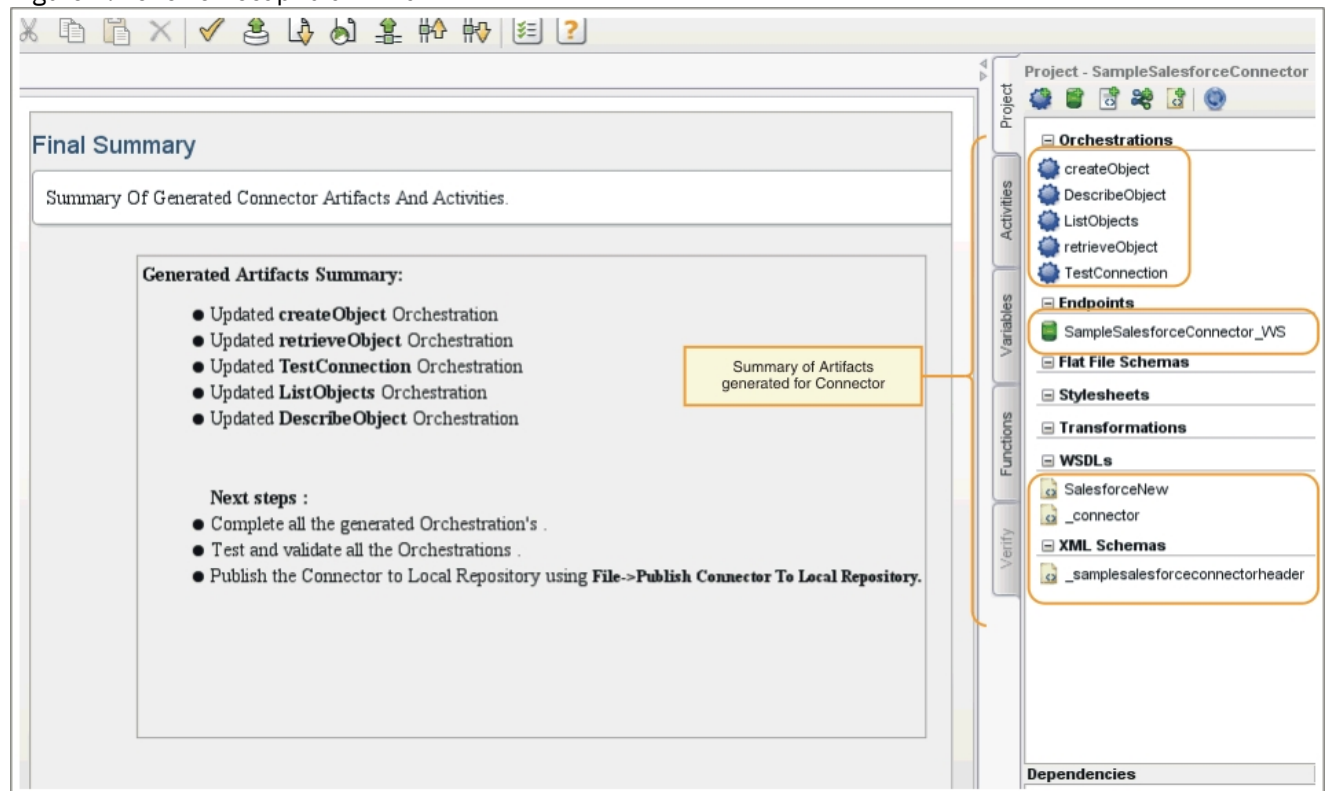 Final Summary
Summary Of Generated Connector Artifacts And Activities.
Generated Artifacts Summary:
● Updated createObject Orchestration
● Updated retrieveObject Orchestration
● Updated TestConnection Orchestration
● Updated ListObjects Orchestration
● Updated DescribeObject Orchestration
Next steps :
● Complete all the generated Orchestration's .
● Test and validate all the Orchestrations .
● Publish the Connector to Local Repository using File->Publish Connector To Local Repository.
Summary of Artifacts
generated for Connector
Project
Activities
Variables
Functions
Verify
Project - SampleSalesforceConnector
Orchestrations
createObject
DescribeObject
ListObjects
retrieveObject
TestConnection
Endpoints
SampleSalesforceConnector_WS
Flat File Schemas
Stylesheets
Transformations
WSDLs
SalesforceNew
_connector
XML Schemas
_samplesalesforceconnectorheader
Dependencies